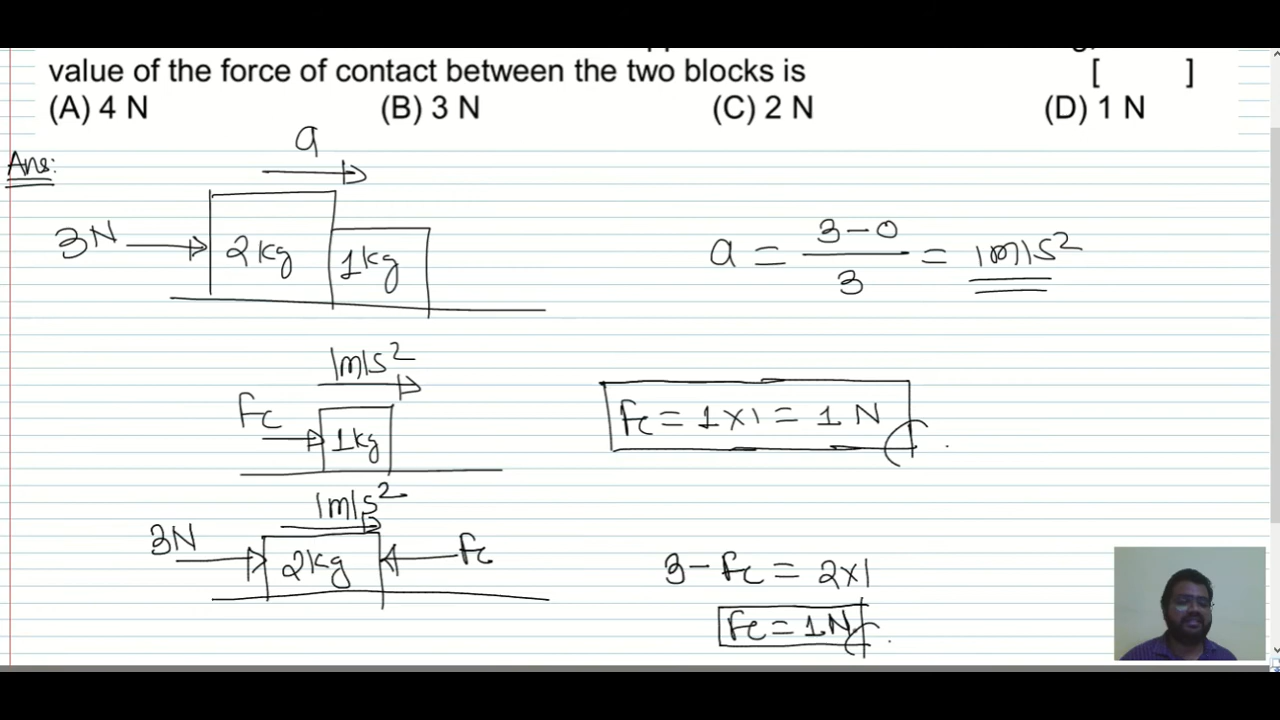 value of the force of contact between the two blocks is [ ]
(A) 4 N (B) 3 N (C) 2 N (D) 1 N
Ans:
a
3N 2kg 1kg
a = 3-0/3 = 1m/s²
1m/s²
Fc 1kg
Fc = 1×1 = 1 N
1m/s²
3N 2kg Fc
3 - Fc = 2×1
Fc = 1N